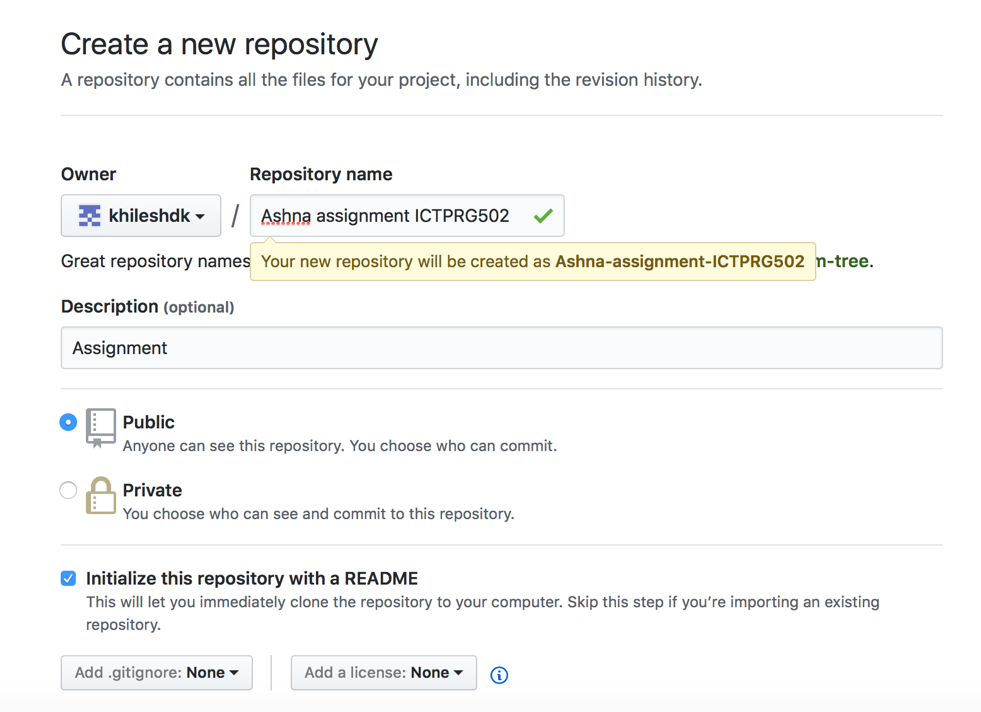 Create a new repository
A repository contains all the files for your project, including the revision history.
Owner
Repository name
khileshdk / Ashna assignment ICTPRG502
Great repository names
Your new repository will be created as Ashna-assignment-ICTPRG502
m-tree.
Description (optional)
Assignment
Public
Anyone can see this repository. You choose who can commit.
Private
You choose who can see and commit to this repository.
Initialize this repository with a README
This will let you immediately clone the repository to your computer. Skip this step if you’re importing an existing
repository.
Add .gitignore: None
Add a license: None